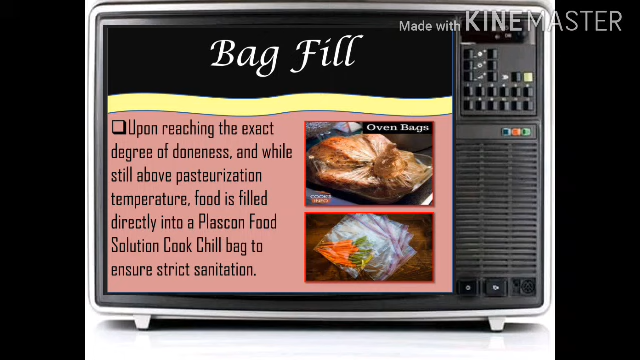 Made with KINEMASTER
Bag Fill
Upon reaching the exact
degree of doneness, and while
still above pasteurization
temperature, food is filled
directly into a Plascon Food
Solution Cook Chill bag to
ensure strict sanitation.
Oven Bags
INFO